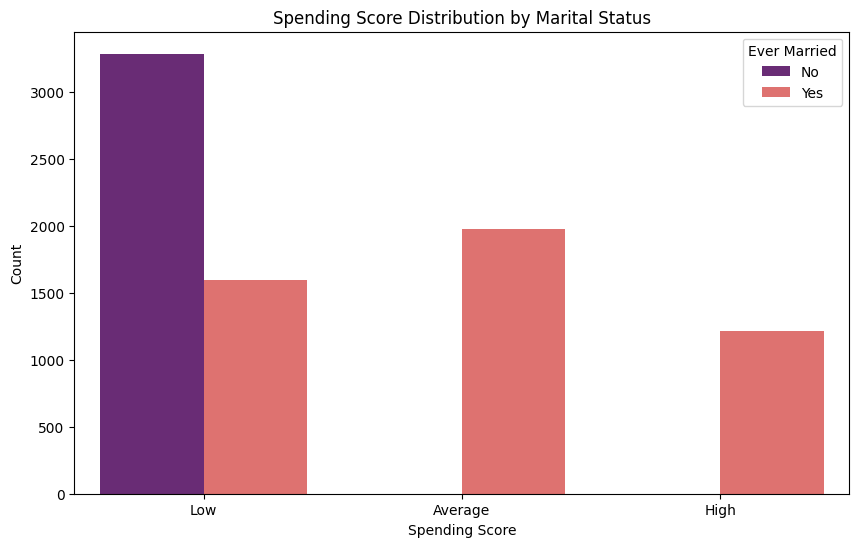 Spending Score Distribution by Marital Status
Ever Married
No
Yes
3000
2500
2000
1500
1000
500
0
Count
Low
Average
High
Spending Score